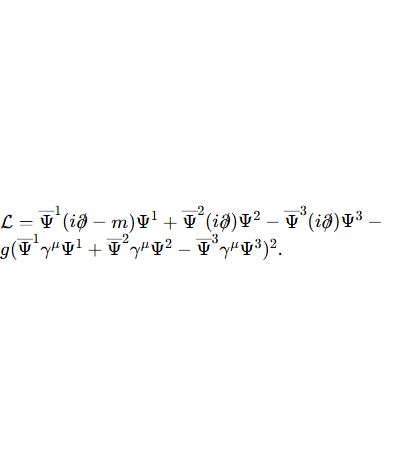 ℒ = Ψ̅¹(i∂̸ − m)Ψ¹ + Ψ̅²(i∂̸)Ψ² − Ψ̅³(i∂̸)Ψ³ −
g(Ψ̅¹γ^μΨ¹ + Ψ̅²γ^μΨ² − Ψ̅³γ^μΨ³)².